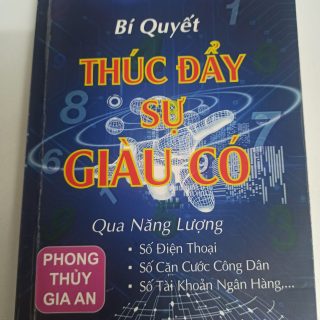 Bí Quyết
THÚC ĐẨY
SỰ
GIÀU CÓ
Qua Năng Lượng
• Số Điện Thoại
• Số Căn Cước Công Dân
• Số Tài Khoản Ngân Hàng,...
PHONG
THỦY
GIA AN